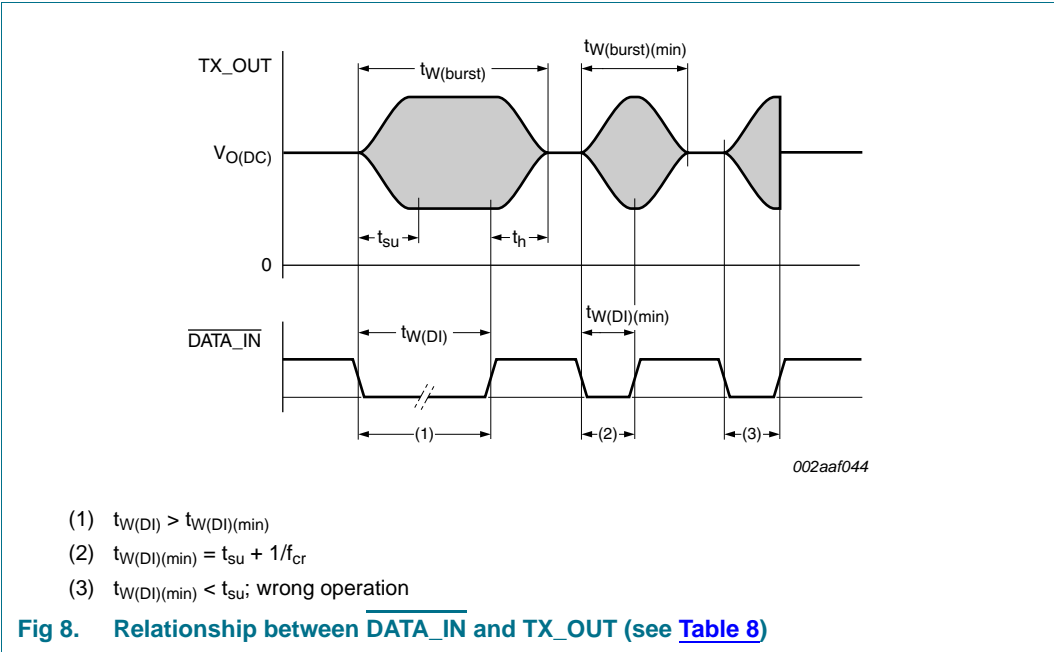 tW(burst)(min)
TX_OUT
tW(burst)
VO(DC)
tsu
th
0
tW(DI)(min)
DATA_IN
tW(DI)
(1)
(2)
(3)
002aaf044
(1) tW(DI) > tW(DI)(min)
(2) tW(DI)(min) = tsu + 1/fcr
(3) tW(DI)(min) < tsu; wrong operation
Fig 8. Relationship between DATA_IN and TX_OUT (see Table 8)